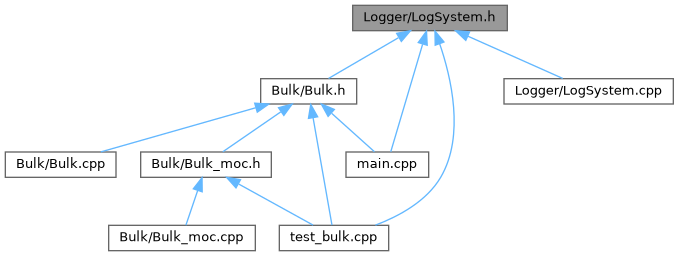 Logger/LogSystem.h
Bulk/Bulk.h
Logger/LogSystem.cpp
Bulk/Bulk.cpp
Bulk/Bulk_moc.h
main.cpp
Bulk/Bulk_moc.cpp
test_bulk.cpp